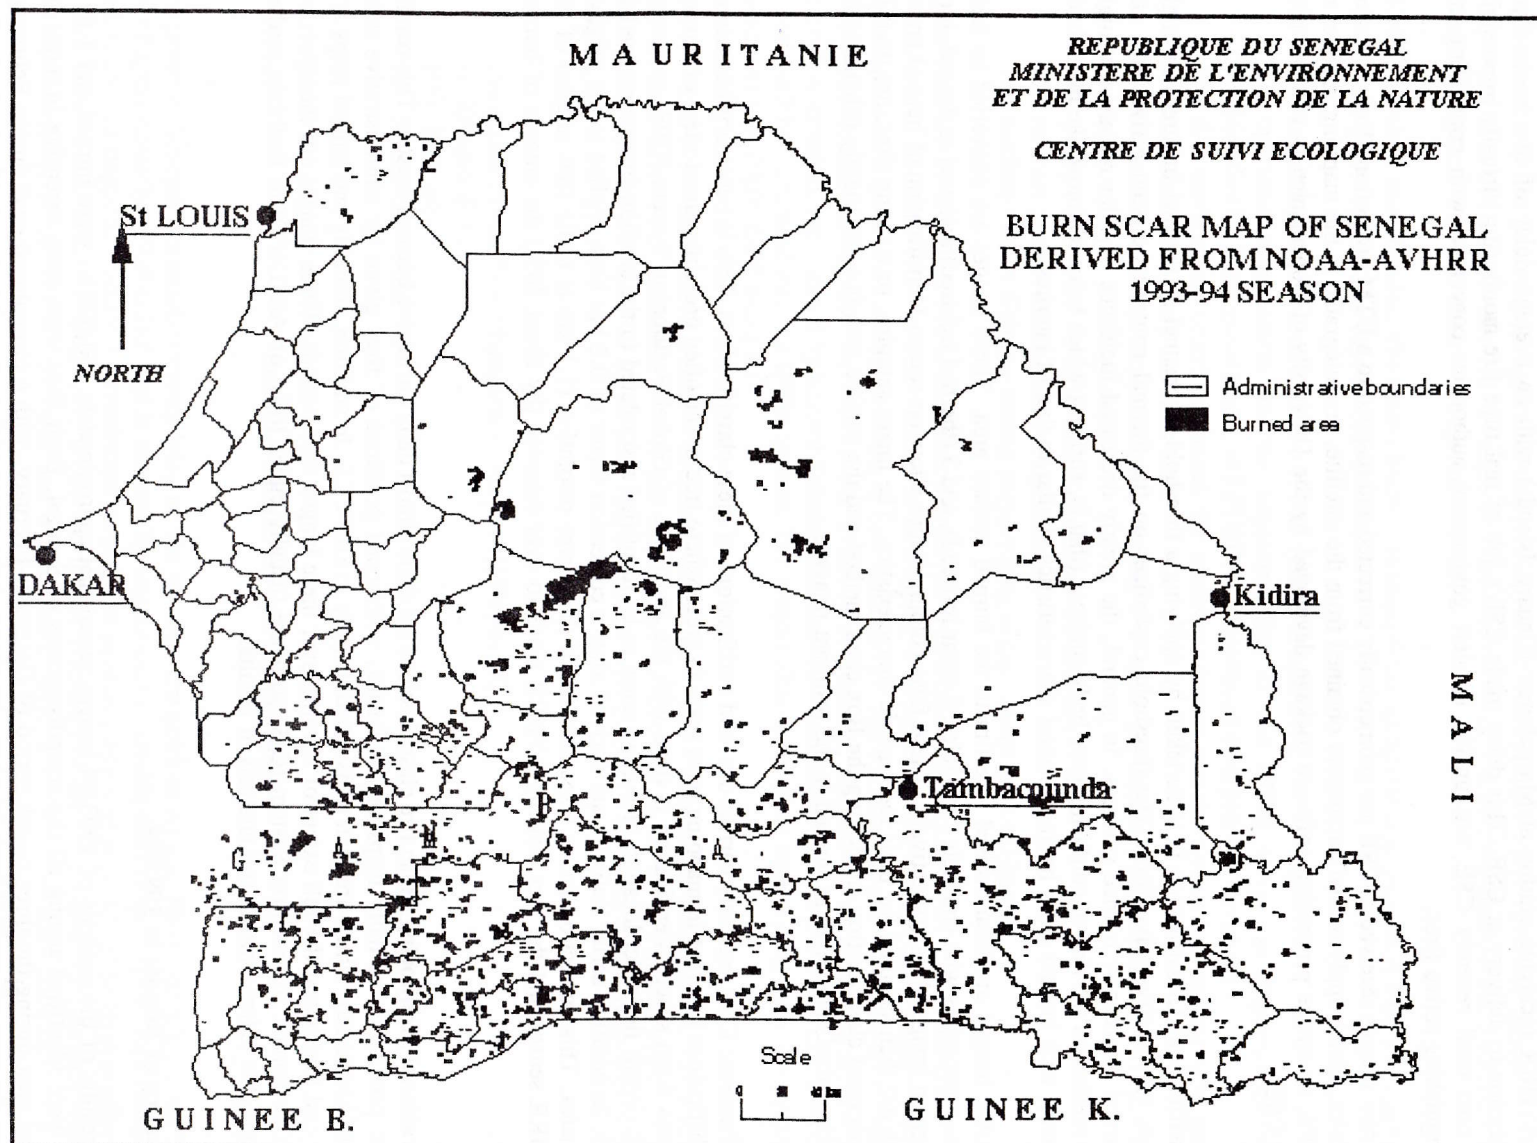 MAURITANIE
REPUBLIQUE DU SENEGAL
MINISTERE DE L'ENVIRONNEMENT
ET DE LA PROTECTION DE LA NATURE
CENTRE DE SUIVI ECOLOGIQUE
St LOUIS
BURN SCAR MAP OF SENEGAL
DERIVED FROM NOAA-AVHRR
1993-94 SEASON
NORTH
Administrative boundaries
Burned area
DAKAR
Kidira
MALI
Tambacounda
G A M B I A
Scale
0
GUINEE B.
GUINEE K.